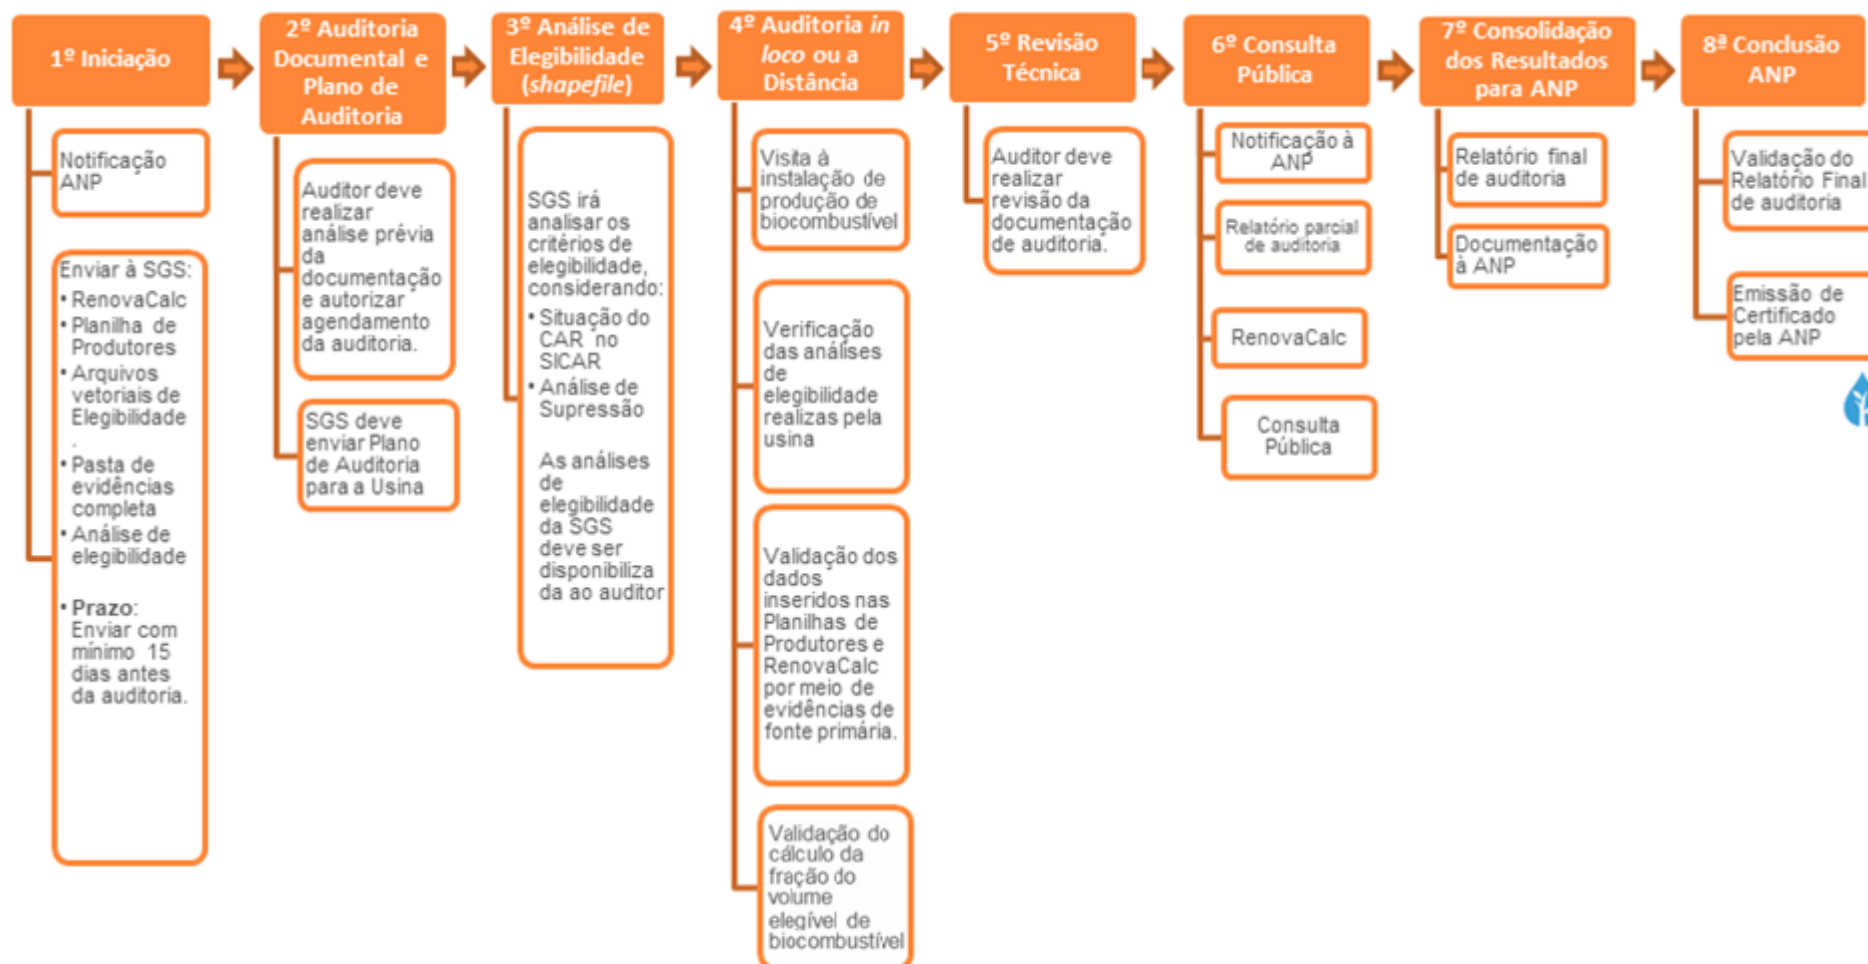 1º Iniciação
Notificação
ANP
Enviar à SGS:
• RenovaCalc
• Planilha de
Produtores
• Arquivos
vetoriais de
Elegibilidade
.
• Pasta de
evidências
completa
• Análise de
elegibilidade
• Prazo:
Enviar com
mínimo 15
dias antes
da auditoria.
2º Auditoria
Documental e
Plano de
Auditoria
Auditor deve
realizar
análise prévia
da
documentação
e autorizar
agendamento
da auditoria.
SGS deve
enviar Plano
de Auditoria
para a Usina
3º Análise de
Elegibilidade
(shapefile)
SGS irá
analisar os
critérios de
elegibilidade,
considerando:
• Situação do
CAR no
SICAR
• Análise de
Supressão
As análises
de
elegibilidade
da SGS
deve ser
disponibiliza
da ao auditor
4º Auditoria in
loco ou a
Distância
Visita à
instalação de
produção de
biocombustível
Verificação
das análises
de
elegibilidade
realizas pela
usina
Validação dos
dados
inseridos nas
Planilhas de
Produtores e
RenovaCalc
por meio de
evidências de
fonte primária.
Validação do
cálculo da
fração do
volume
elegível de
biocombustível
5º Revisão
Técnica
Auditor deve
realizar
revisão da
documentação
de auditoria.
6º Consulta
Pública
Notificação à
ANP
Relatório parcial
de auditoria
RenovaCalc
Consulta
Pública
7º Consolidação
dos Resultados
para ANP
Relatório final
de auditoria
Documentação
à ANP
8ª Conclusão
ANP
Validação do
Relatório Final
de auditoria
Emissão de
Certificado
pela ANP